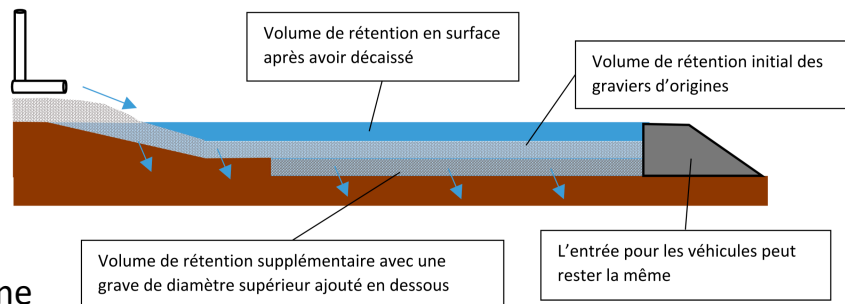 Volume de rétention en surface
après avoir décaissé
Volume de rétention initial des
graviers d’origines
Volume de rétention supplémentaire avec une
grave de diamètre supérieur ajouté en dessous
L’entrée pour les véhicules peut
rester la même
ne